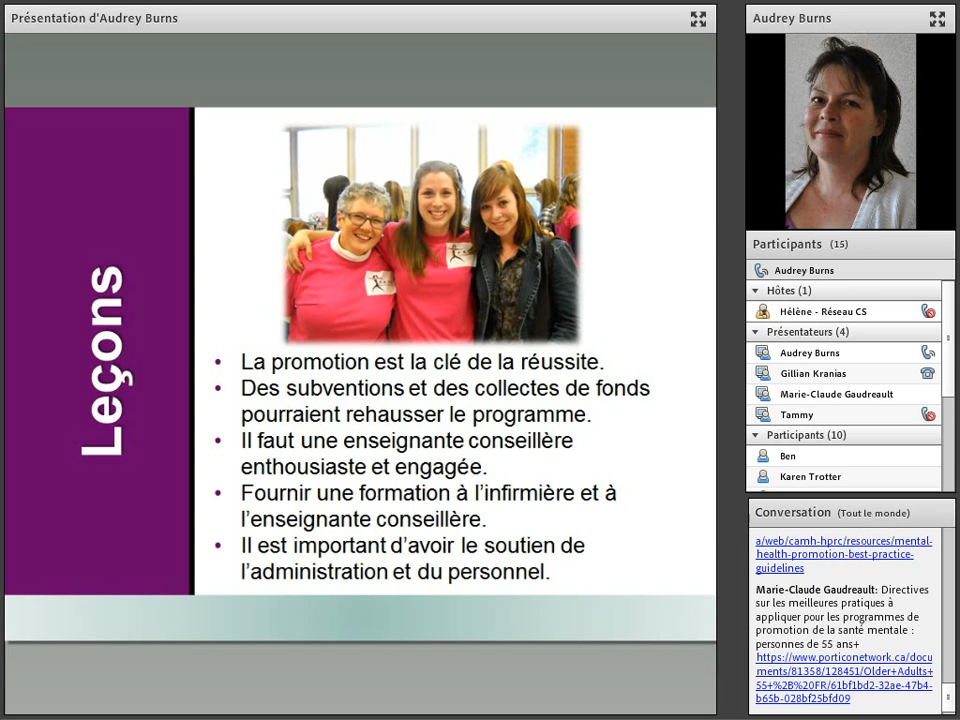 Présentation d'Audrey Burns
Leçons
• La promotion est la clé de la réussite.
• Des subventions et des collectes de fonds
pourraient rehausser le programme.
• Il faut une enseignante conseillère
enthousiaste et engagée.
• Fournir une formation à l'infirmière et à
l'enseignante conseillère.
• Il est important d'avoir le soutien de
l'administration et du personnel.
Audrey Burns
Participants (15)
Audrey Burns
Hôtes (1)
Hélène - Réseau CS
Présentateurs (4)
Audrey Burns
Gillian Kranias
Marie-Claude Gaudreault
Tammy
Participants (10)
Ben
Karen Trotter
Conversation (Tout le monde)
a/web/camh-hprc/resources/mental-
health-promotion-best-practice-
guidelines
Marie-Claude Gaudreault: Directives
sur les meilleures pratiques à
appliquer pour les programmes de
promotion de la santé mentale :
personnes de 55 ans+
https://www.porticonetwork.ca/docu
ments/81358/128451/Older+Adults+
55+%2B%20FR/61bf1bd2-32ae-47b4-
b65b-028bf25bfd09